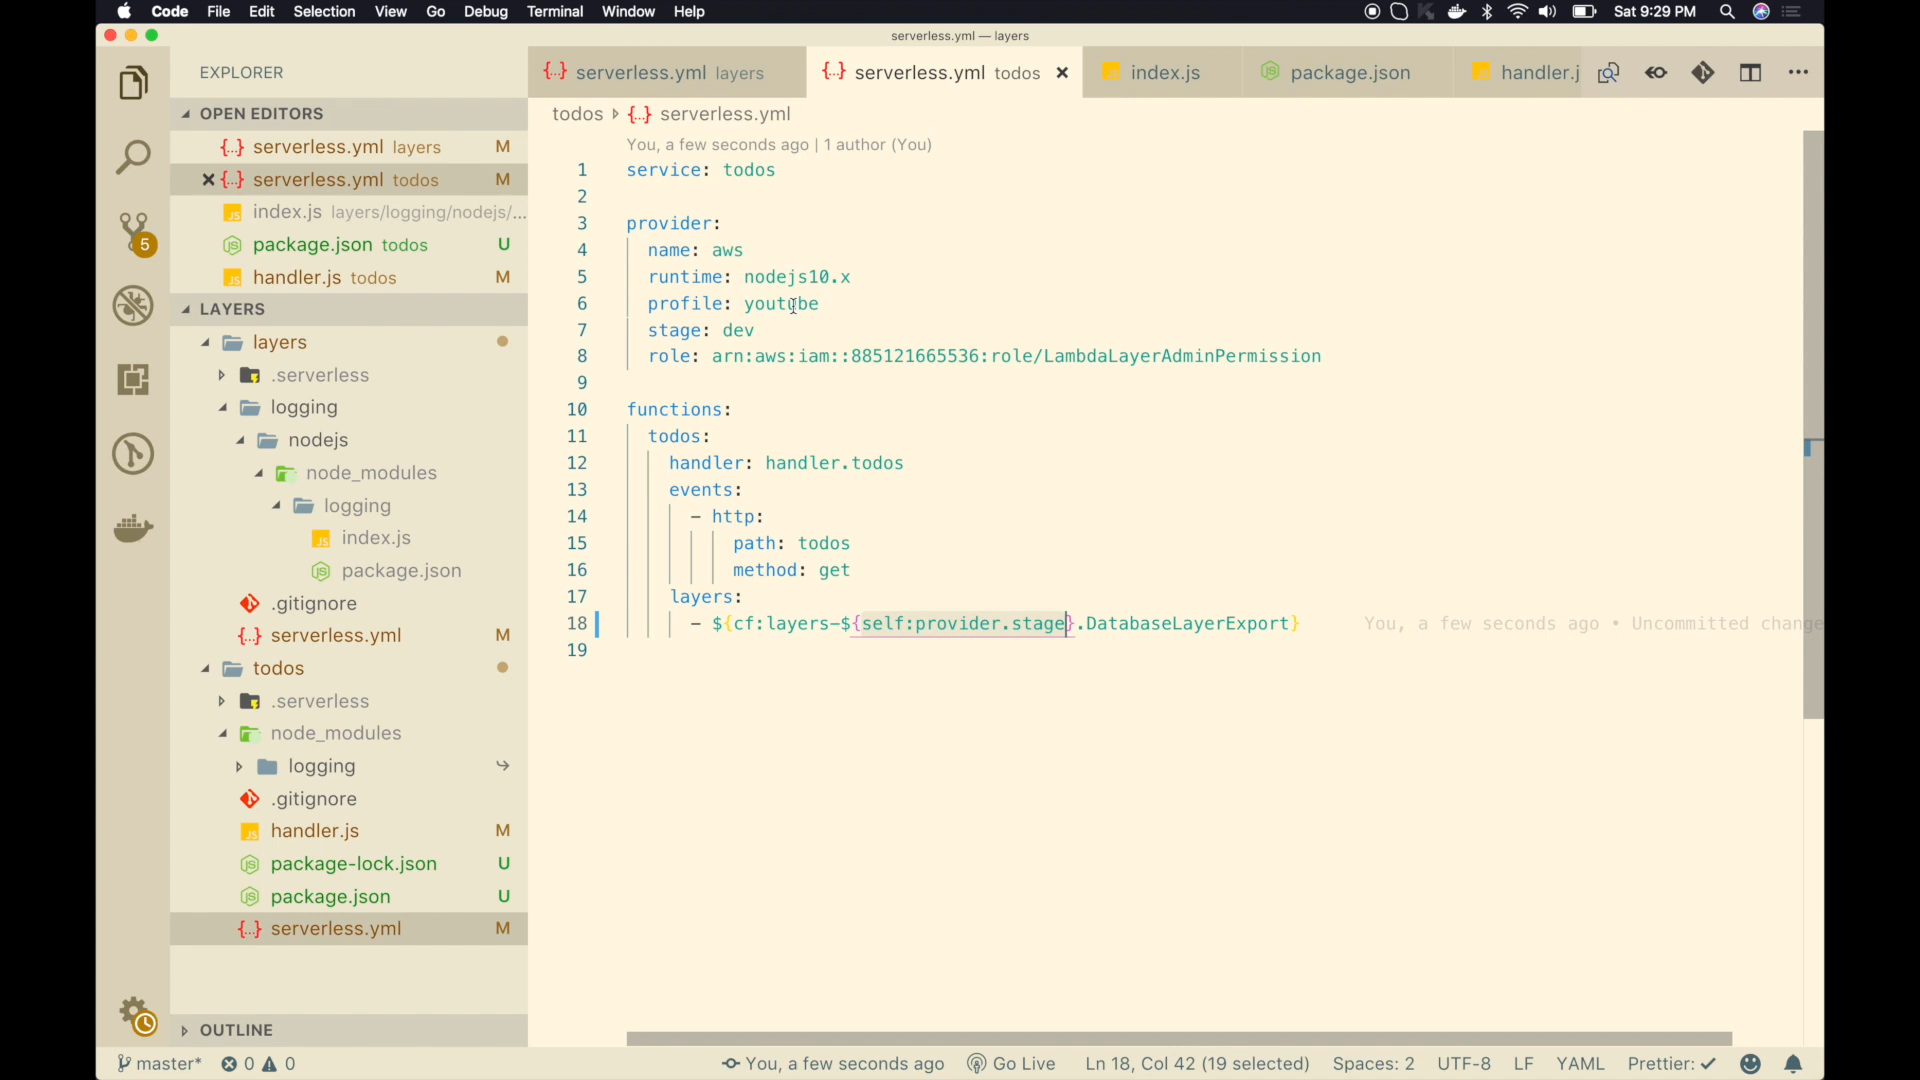 Code File Edit Selection View Go Debug Terminal Window Help Sat 9:29 PM
serverless.yml — layers
EXPLORER
serverless.yml layers
serverless.yml todos
index.js
package.json
handler.j
OPEN EDITORS
serverless.yml layers M
serverless.yml todos M
index.js layers/logging/nodejs/...
package.json todos U
handler.js todos M
LAYERS
layers
.serverless
logging
nodejs
node_modules
logging
index.js
package.json
.gitignore
serverless.yml M
todos
.serverless
node_modules
logging
.gitignore
handler.js M
package-lock.json U
package.json U
serverless.yml M
OUTLINE
5
todos serverless.yml
You, a few seconds ago | 1 author (You)
1 service: todos
2
3 provider:
4 name: aws
5 runtime: nodejs10.x
6 profile: youtube
7 stage: dev
8 role: arn:aws:iam::885121665536:role/LambdaLayerAdminPermission
9
10 functions:
11 todos:
12 handler: handler.todos
13 events:
14 - http:
15 path: todos
16 method: get
17 layers:
18 - ${cf:layers-${self:provider.stage}.DatabaseLayerExport} You, a few seconds ago • Uncommitted change
19
master* 0 0 You, a few seconds ago Go Live Ln 18, Col 42 (19 selected) Spaces: 2 UTF-8 LF YAML Prettier: ✓